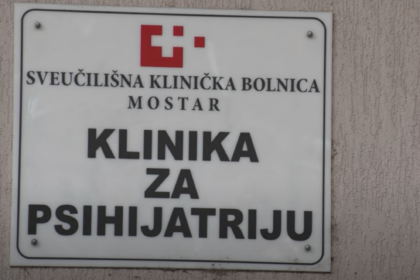 SVEUČILIŠNA KLINIČKA BOLNICA
MOSTAR
KLINIKA
ZA
PSIHIJATRIJU